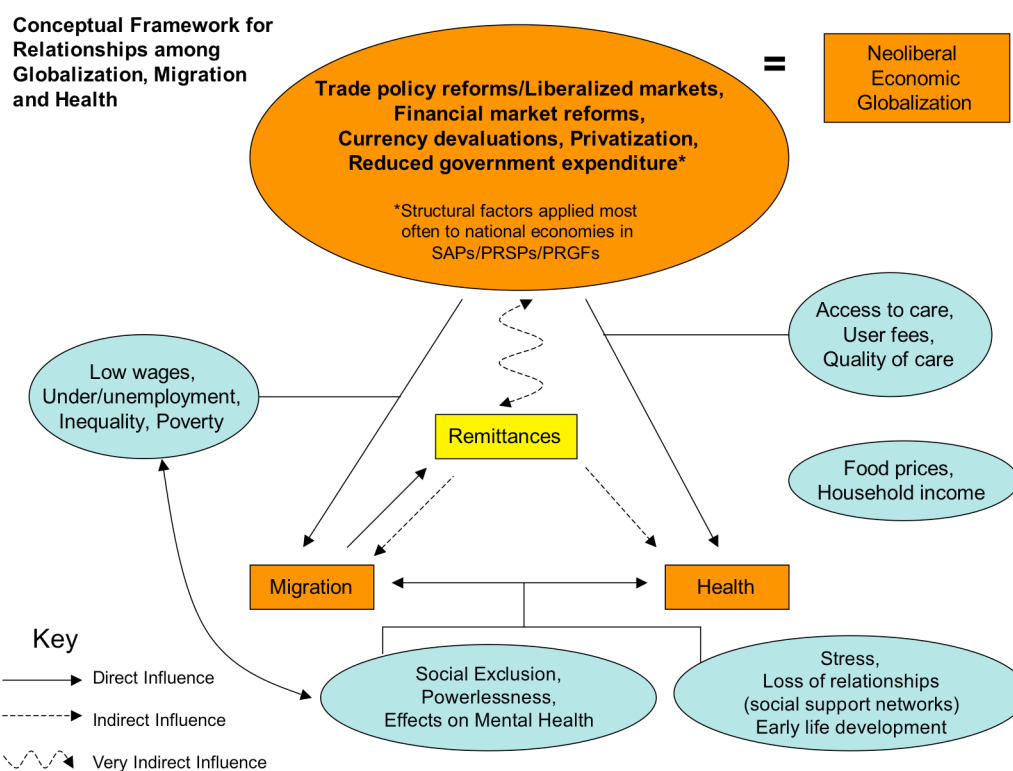 Conceptual Framework for
Relationships among
Globalization, Migration
and Health
Trade policy reforms/Liberalized markets,
Financial market reforms,
Currency devaluations, Privatization,
Reduced government expenditure*
*Structural factors applied most
often to national economies in
SAPs/PRSPs/PRGFs
=
Neoliberal
Economic
Globalization
Access to care,
User fees,
Quality of care
Low wages,
Under/unemployment,
Inequality, Poverty
Remittances
Food prices,
Household income
Migration
Health
Key
Direct Influence
Indirect Influence
Very Indirect Influence
Social Exclusion,
Powerlessness,
Effects on Mental Health
Stress,
Loss of relationships
(social support networks)
Early life development